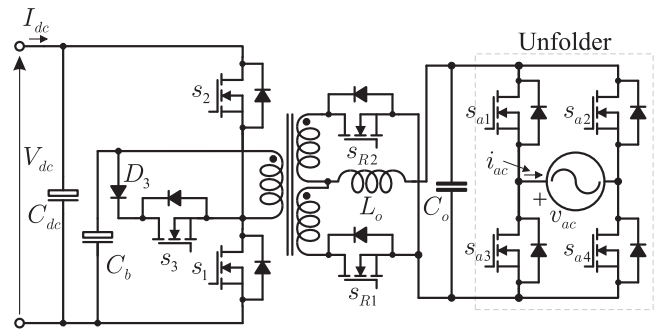 I_dc
Unfolder
s_2
s_a1
s_a2
s_R2
V_dc
D_3
i_ac
L_o
C_o
+
v_ac
C_dc
C_b
s_3
s_1
s_a3
s_a4
s_R1